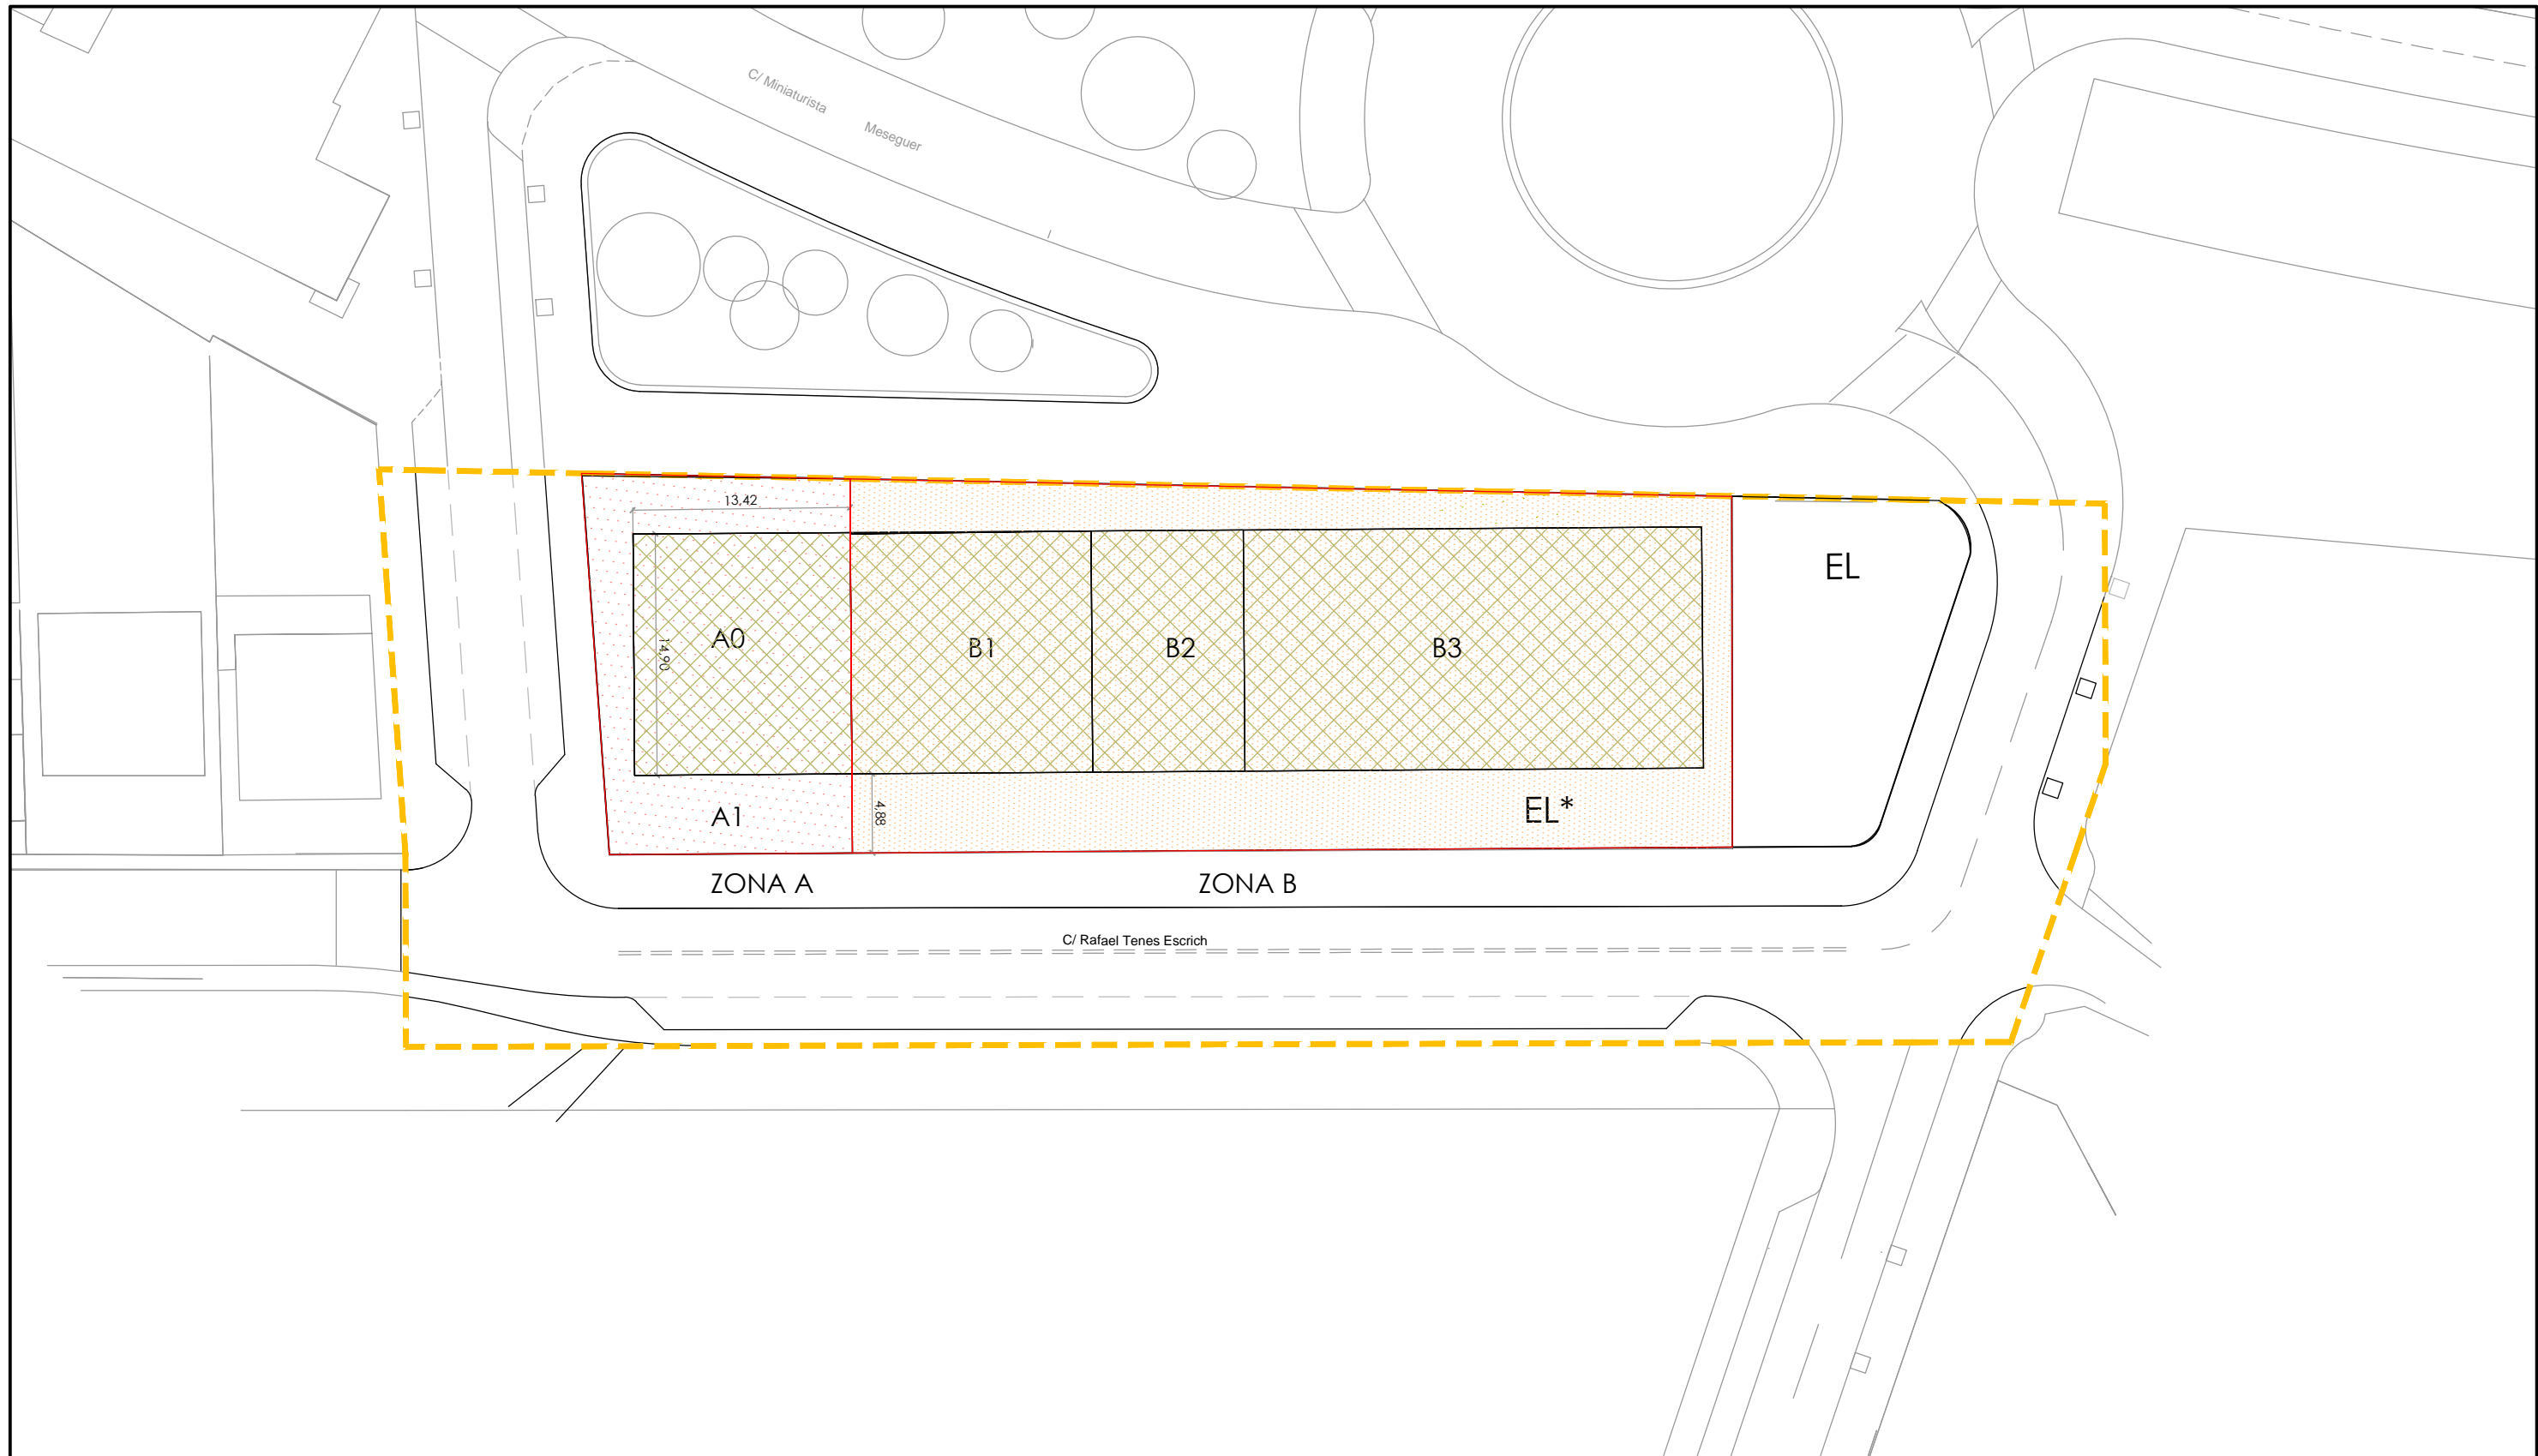 C/ Miniaturista
Meseguer
13,42
EL
A0
14,90
B1
B2
B3
A1
4,88
EL*
ZONA A
ZONA B
C/ Rafael Tenes Escrich